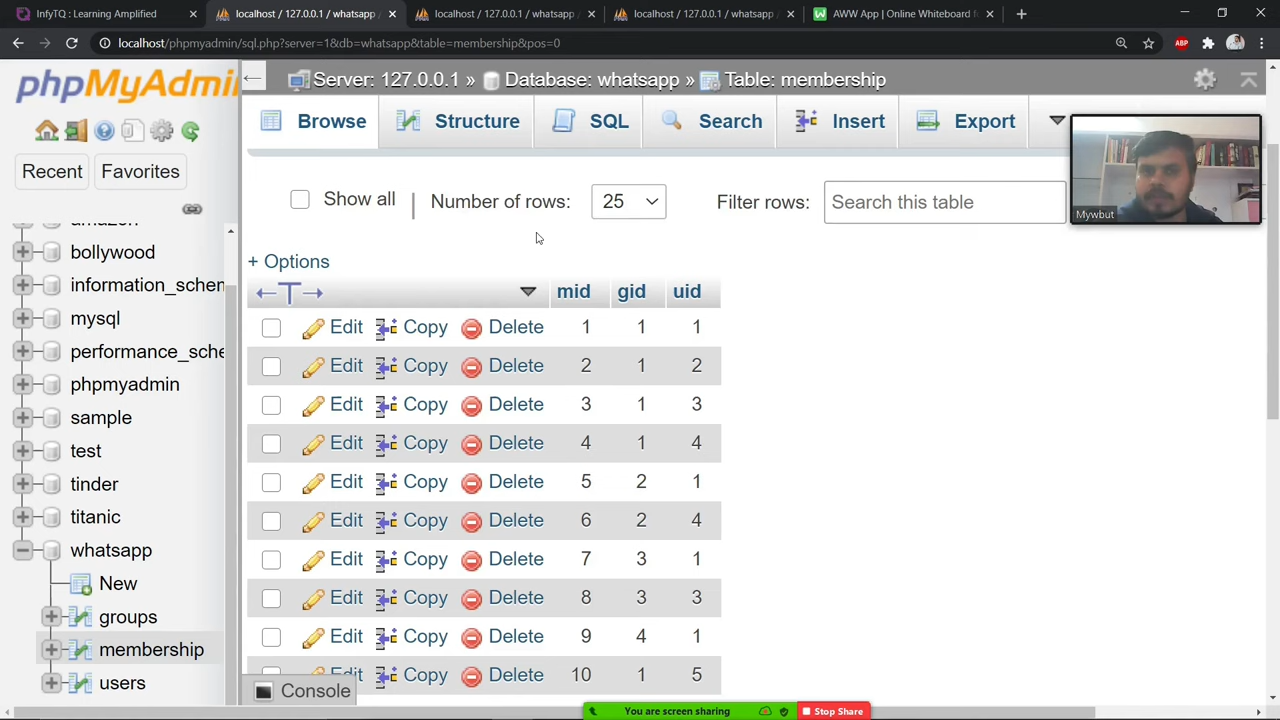 InfyTQ : Learning Amplified
localhost / 127.0.0.1 / whatsapp
localhost / 127.0.0.1 / whatsapp
localhost / 127.0.0.1 / whatsapp
AWW App | Online Whiteboard
localhost/phpmyadmin/sql.php?server=1&db=whatsapp&table=membership&pos=0
ABP
phpMyAdmin
Server: 127.0.0.1 » Database: whatsapp » Table: membership
Browse Structure SQL Search Insert Export
Recent Favorites
Mywbut
Show all Number of rows: 25 Filter rows: Search this table
+ Options
bollywood
information_schem
mysql
performance_sche
phpmyadmin
sample
test
tinder
titanic
whatsapp
New
groups
membership
users
←T→ mid gid uid
Edit Copy Delete 1 1 1
Edit Copy Delete 2 1 2
Edit Copy Delete 3 1 3
Edit Copy Delete 4 1 4
Edit Copy Delete 5 2 1
Edit Copy Delete 6 2 4
Edit Copy Delete 7 3 1
Edit Copy Delete 8 3 3
Edit Copy Delete 9 4 1
Edit Copy Delete 10 1 5
Console
You are screen sharing Stop Share